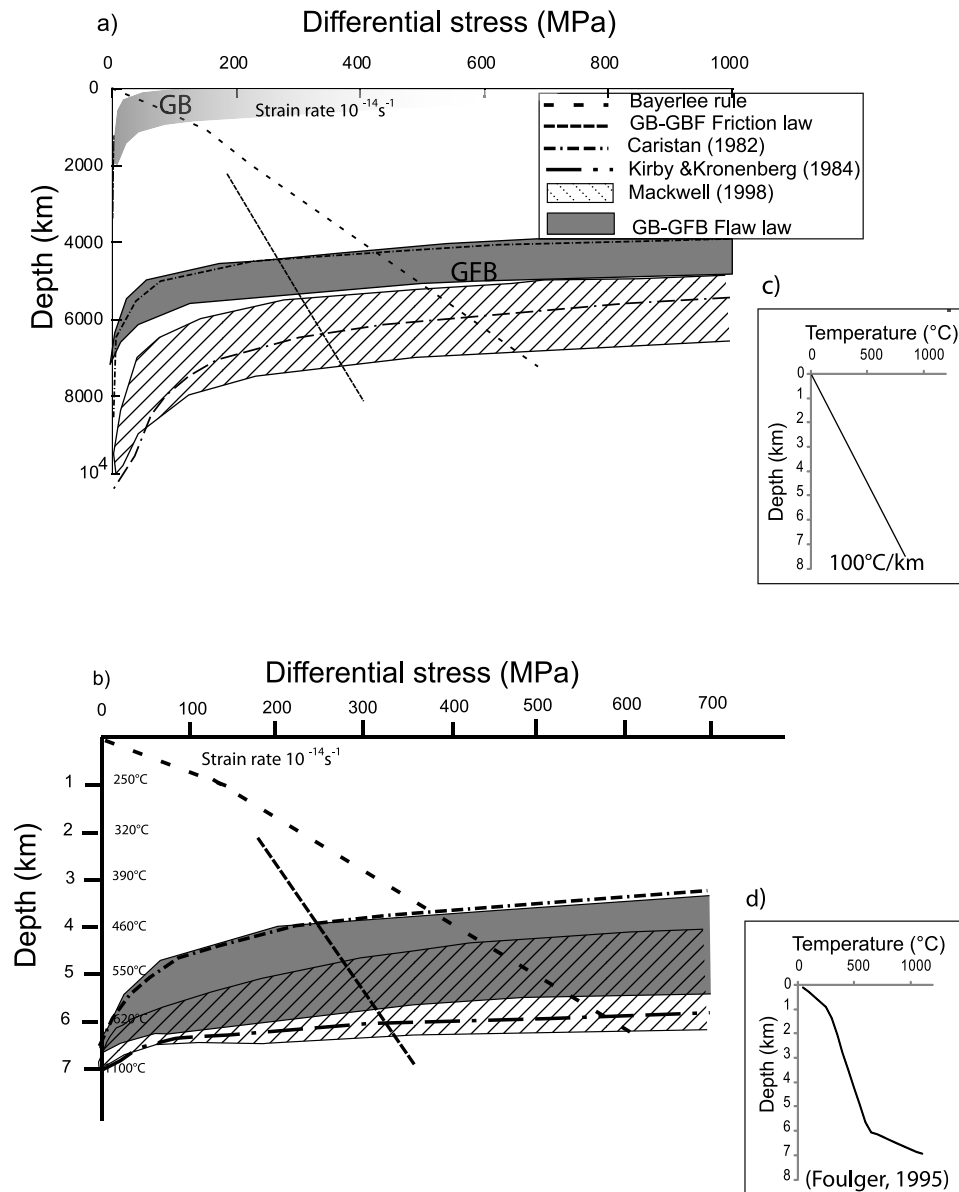 a)
Differential stress (MPa)
0 200 400 600 800 1000
Depth (km)
0
2000
4000
6000
8000
10 4
GB
Strain rate 10 -14 s-1
GFB
Bayerlee rule
GB-GBF Friction law
Caristan (1982)
Kirby &Kronenberg (1984)
Mackwell (1998)
GB-GFB Flaw law
c)
Temperature (°C)
0 500 1000
Depth (km)
0
1
2
3
4
5
6
7
8
100°C/km
b)
Differential stress (MPa)
0 100 200 300 400 500 600 700
Strain rate 10 -14 s-1
Depth (km)
1 250°C
2 320°C
3 390°C
4 460°C
5 550°C
6 620°C
7 1100°C
d)
Temperature (°C)
0 500 1000
Depth (km)
0
1
2
3
4
5
6
7
8
(Foulger, 1995)